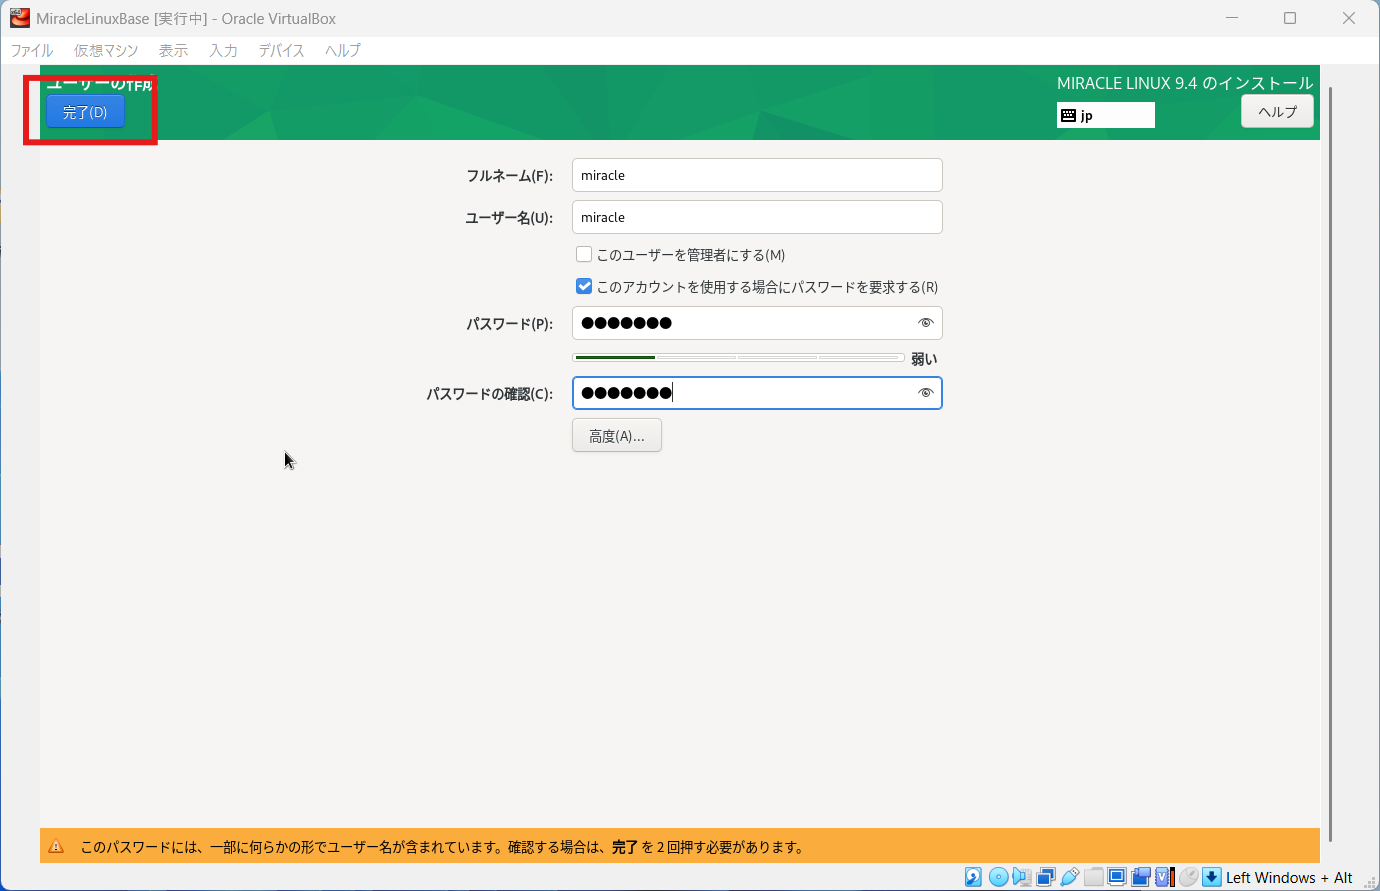 MiracleLinuxBase [実行中] - Oracle VirtualBox
ファイル 仮想マシン 表示 入力 デバイス ヘルプ
ユーザーの作成 MIRACLE LINUX 9.4 のインストール
完了(D) jp ヘルプ
フルネーム(F): miracle
ユーザー名(U): miracle
このユーザーを管理者にする(M)
このアカウントを使用する場合にパスワードを要求する(R)
パスワード(P): ●●●●●●●
弱い
パスワードの確認(C): ●●●●●●●
高度(A)...
このパスワードには、一部に何らかの形でユーザー名が含まれています。確認する場合は、完了 を 2 回押す必要があります。
Left Windows + Alt